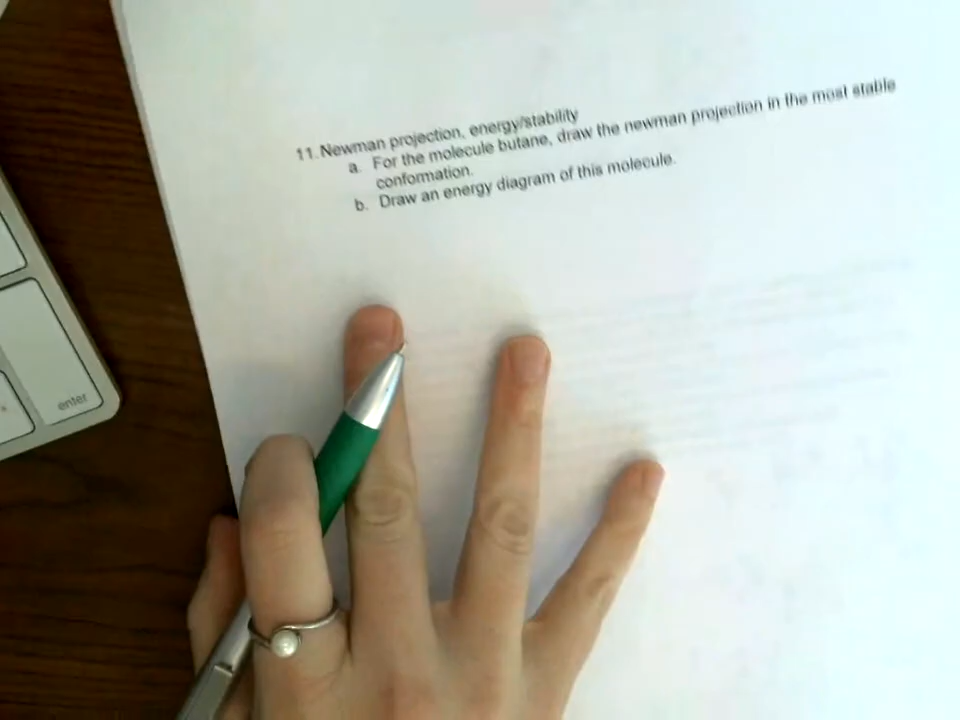 11. Newman projection, energy/stability
a. For the molecule butane, draw the newman projection in the most stable
conformation.
b. Draw an energy diagram of this molecule.
enter